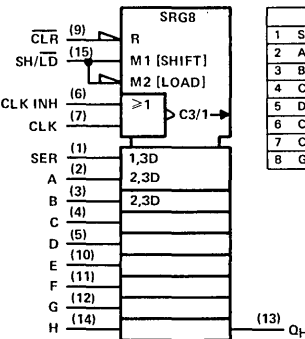 SRG8
CLR (9) R
SH/LD (15) M1 [SHIFT]
M2 [LOAD]
CLK INH (6) ≥1 C3/1
CLK (7)
SER (1) 1,3D
A (2) 2,3D
B (3) 2,3D
C (4)
D (5)
E (10)
F (11)
G (12)
H (14) (13) QH
1 S
2 A
3 B
4 C
5 D
6 C
7 C
8 G